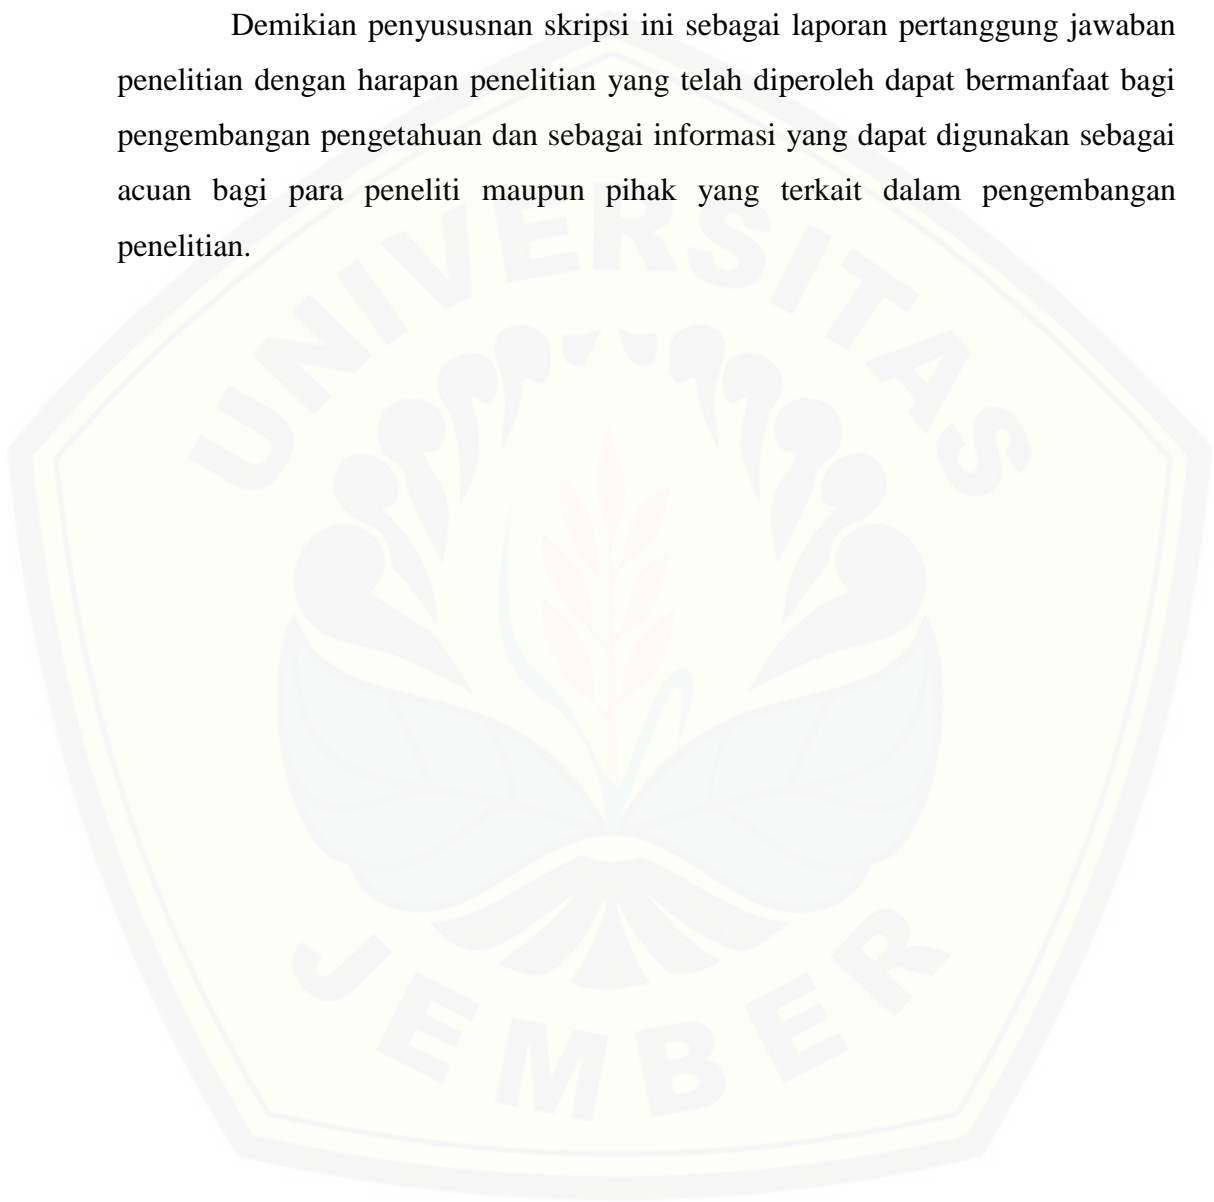 Demikian penyususnan skripsi ini sebagai laporan pertanggung jawaban
penelitian dengan harapan penelitian yang telah diperoleh dapat bermanfaat bagi
pengembangan pengetahuan dan sebagai informasi yang dapat digunakan sebagai
acuan bagi para peneliti maupun pihak yang terkait dalam pengembangan
penelitian.
UNIVERSITAS
JEMBER